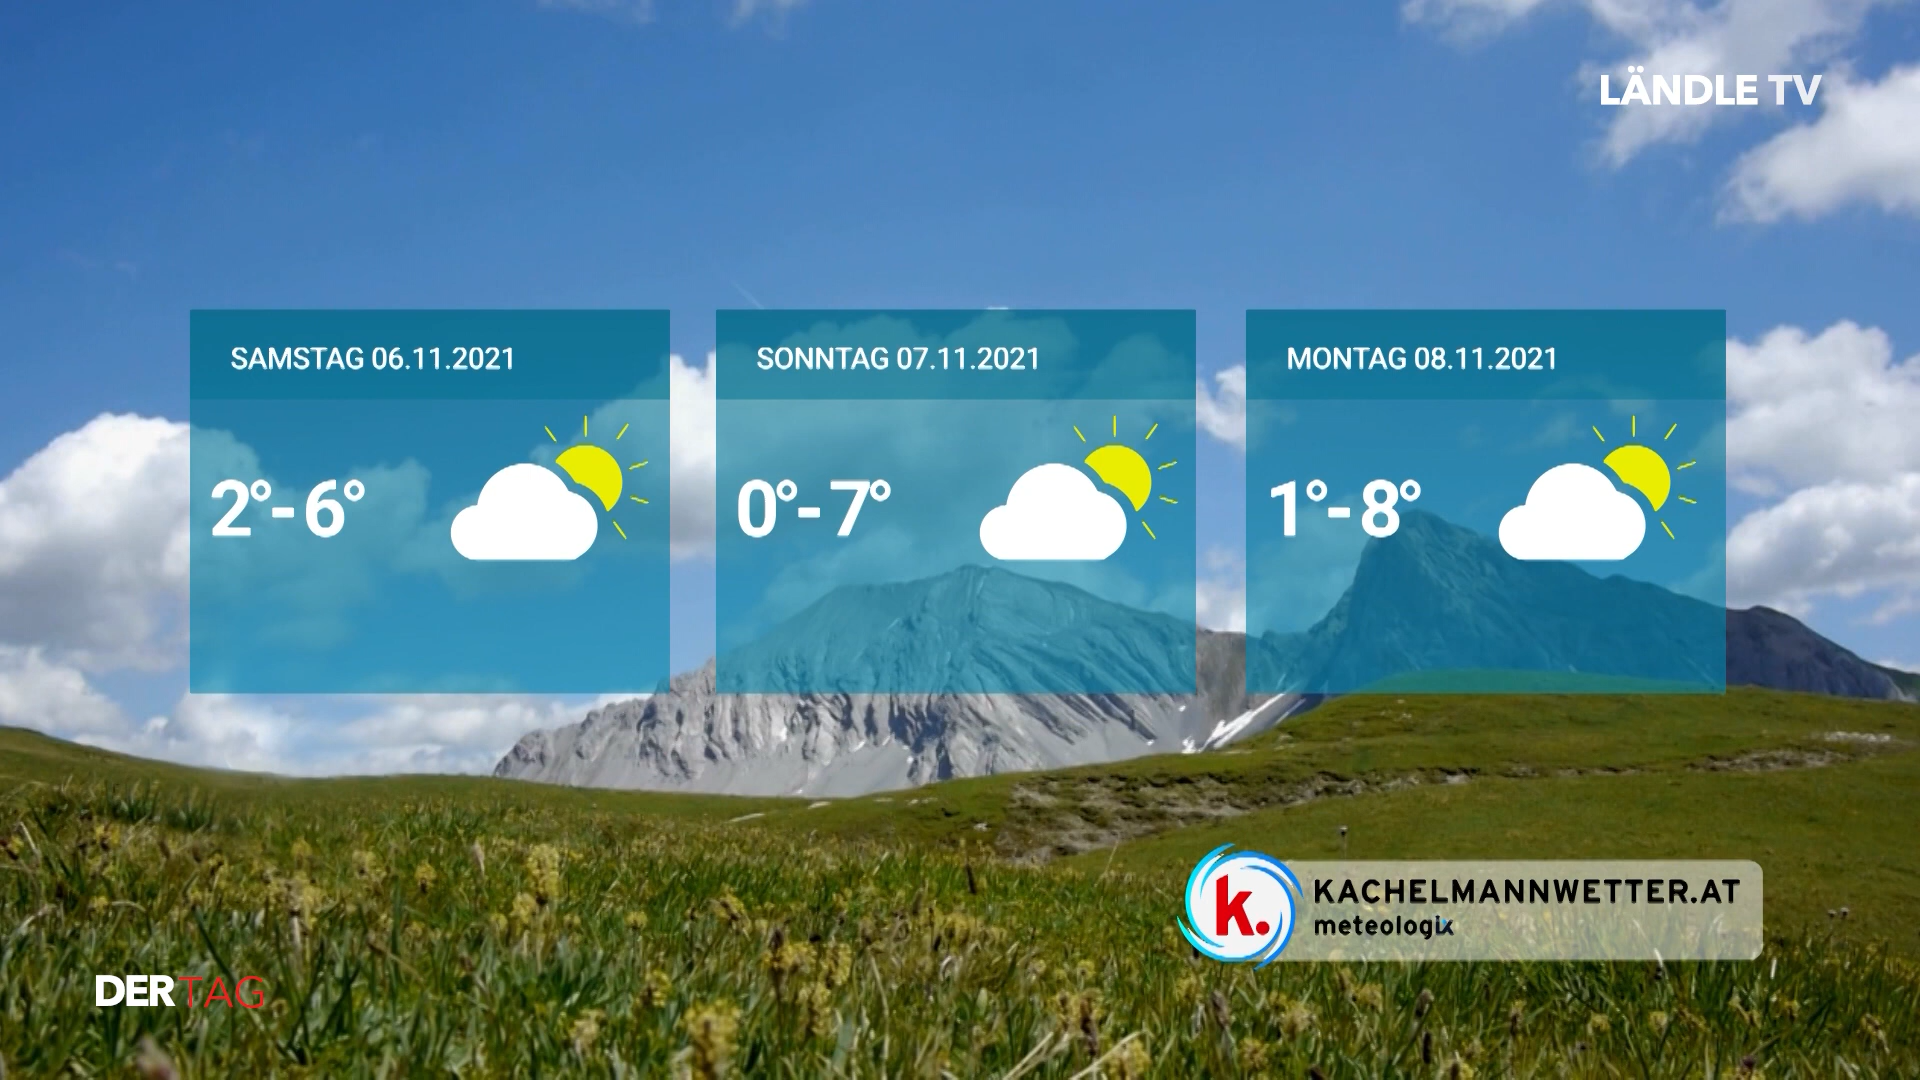 LÄNDLE TV
SAMSTAG 06.11.2021
2°-6°
SONNTAG 07.11.2021
0°-7°
MONTAG 08.11.2021
1°-8°
k.
KACHELMANNWETTER.AT
meteologix
DERTAG